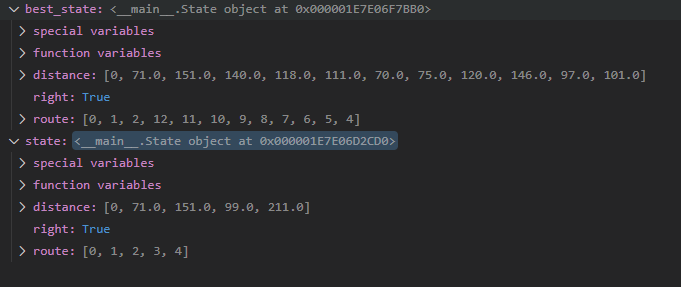 best_state: <__main__.State object at 0x000001E7E06F7BB0>
special variables
function variables
distance: [0, 71.0, 151.0, 140.0, 118.0, 111.0, 70.0, 75.0, 120.0, 146.0, 97.0, 101.0]
right: True
route: [0, 1, 2, 12, 11, 10, 9, 8, 7, 6, 5, 4]
state: <__main__.State object at 0x000001E7E06D2CD0>
special variables
function variables
distance: [0, 71.0, 151.0, 99.0, 211.0]
right: True
route: [0, 1, 2, 3, 4]